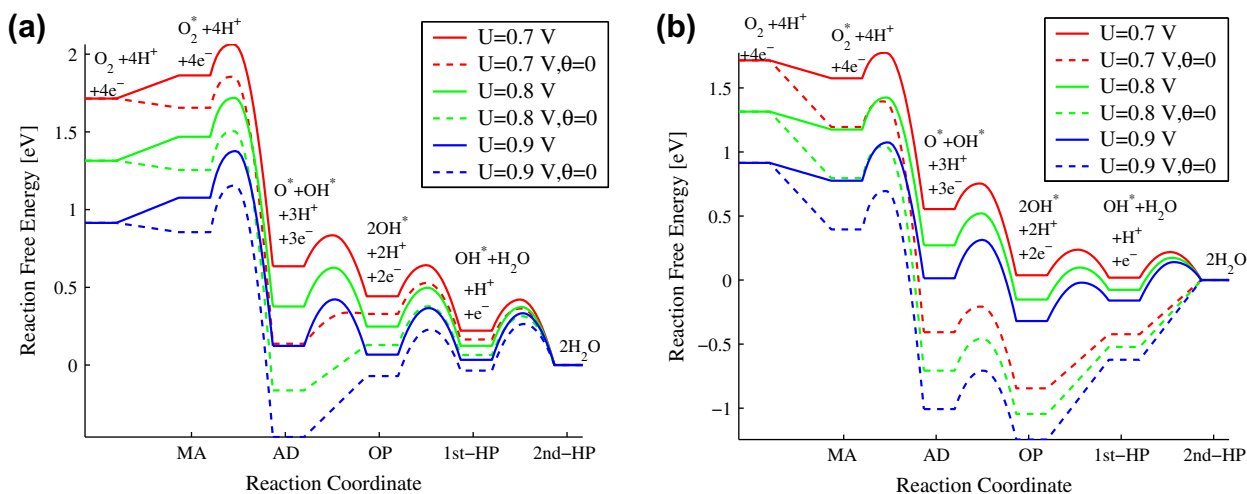 (a)
O₂ +4H⁺
+4e⁻
O₂* +4H⁺
+4e⁻
O*+OH*
+3H⁺
+3e⁻
2OH*
+2H⁺
+2e⁻
OH*+H₂O
+H⁺
+e⁻
2H₂O
U=0.7 V
U=0.7 V,θ=0
U=0.8 V
U=0.8 V,θ=0
U=0.9 V
U=0.9 V,θ=0
Reaction Free Energy [eV]
2
1.5
1
0.5
0
MA AD OP 1st−HP 2nd−HP
Reaction Coordinate
(b)
O₂ +4H⁺
+4e⁻
O₂* +4H⁺
+4e⁻
O*+OH*
+3H⁺
+3e⁻
2OH*
+2H⁺
+2e⁻
OH*+H₂O
+H⁺
+e⁻
2H₂O
U=0.7 V
U=0.7 V,θ=0
U=0.8 V
U=0.8 V,θ=0
U=0.9 V
U=0.9 V,θ=0
Reaction Free Energy [eV]
1.5
1
0.5
0
−0.5
−1
MA AD OP 1st−HP 2nd−HP
Reaction Coordinate